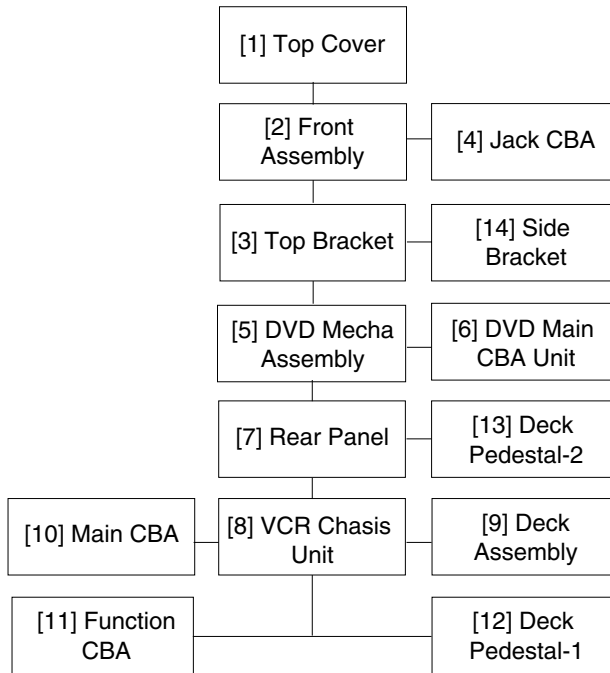 [1] Top Cover
[2] Front
Assembly
[4] Jack CBA
[3] Top Bracket
[14] Side
Bracket
[5] DVD Mecha
Assembly
[6] DVD Main
CBA Unit
[7] Rear Panel
[13] Deck
Pedestal-2
[10] Main CBA
[8] VCR Chasis
Unit
[9] Deck
Assembly
[11] Function
CBA
[12] Deck
Pedestal-1